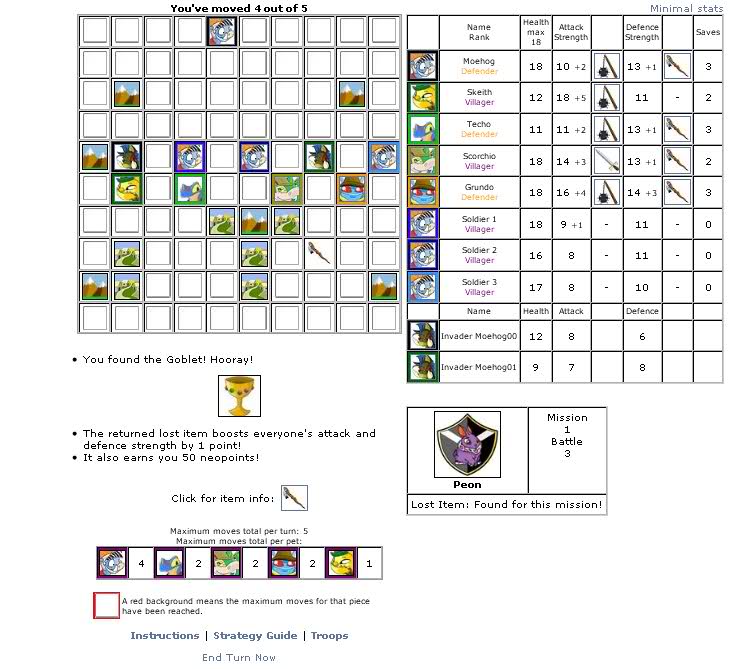 You've moved 4 out of 5
Minimal stats
Name
Rank
Health
max
18
Attack
Strength
Defence
Strength
Saves
Moehog
Defender
18 10 +2 13 +1 3
Skeith
Villager
12 18 +5 11 - 2
Techo
Defender
11 11 +2 13 +1 3
Scorchio
Villager
18 14 +3 13 +1 2
Grundo
Defender
18 16 +4 14 +3 3
Soldier 1
Villager
18 9 +1 - 11 - 0
Soldier 2
Villager
16 8 - 11 - 0
Soldier 3
Villager
17 8 - 10 - 0
Name Health Attack Defence
Invader Moehog00 12 8 6
Invader Moehog01 9 7 8
• You found the Goblet! Hooray!
• The returned lost item boosts everyone's attack and
defence strength by 1 point!
• It also earns you 50 neopoints!
Click for item info:
Peon
Mission
1
Battle
3
Lost Item: Found for this mission!
Maximum moves total per turn: 5
Maximum moves total per pet:
4 2 2 2 1
A red background means the maximum moves for that piece
have been reached.
Instructions | Strategy Guide | Troops
End Turn Now